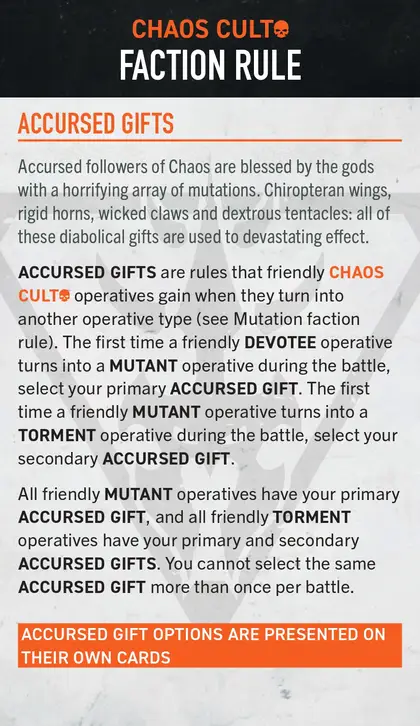 CHAOS CULT
FACTION RULE
ACCURSED GIFTS
Accursed followers of Chaos are blessed by the gods
with a horrifying array of mutations. Chiropteran wings,
rigid horns, wicked claws and dextrous tentacles: all of
these diabolical gifts are used to devastating effect.
ACCURSED GIFTS are rules that friendly CHAOS
CULT operatives gain when they turn into
another operative type (see Mutation faction
rule). The first time a friendly DEVOTEE operative
turns into a MUTANT operative during the battle,
select your primary ACCURSED GIFT. The first
time a friendly MUTANT operative turns into a
TORMENT operative during the battle, select your
secondary ACCURSED GIFT.
All friendly MUTANT operatives have your primary
ACCURSED GIFT, and all friendly TORMENT
operatives have your primary and secondary
ACCURSED GIFTS. You cannot select the same
ACCURSED GIFT more than once per battle.
ACCURSED GIFT OPTIONS ARE PRESENTED ON
THEIR OWN CARDS